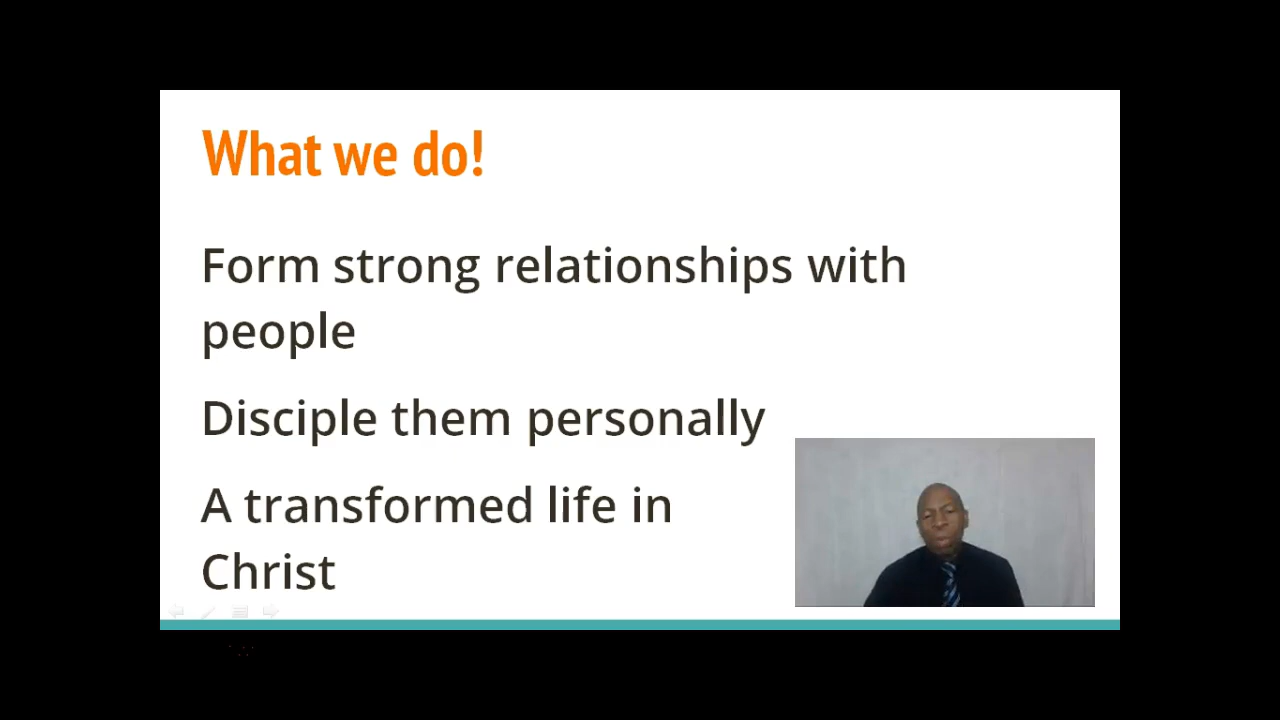 What we do!
Form strong relationships with
people
Disciple them personally
A transformed life in
Christ